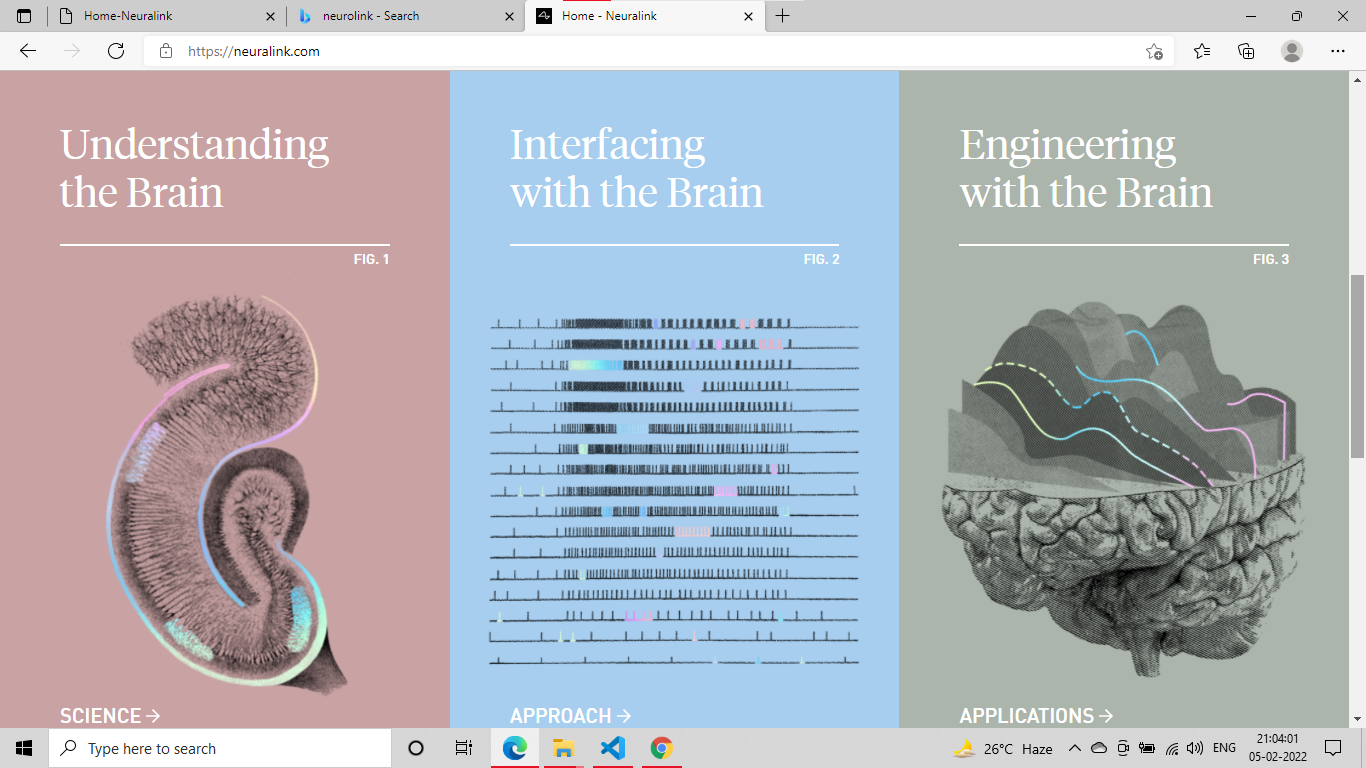 Home-Neuralink
neurolink - Search
Home - Neuralink
https://neuralink.com
Understanding
the Brain
FIG. 1
SCIENCE →
Interfacing
with the Brain
FIG. 2
APPROACH →
Engineering
with the Brain
FIG. 3
APPLICATIONS →
Type here to search
26°C Haze
ENG
21:04:01
05-02-2022